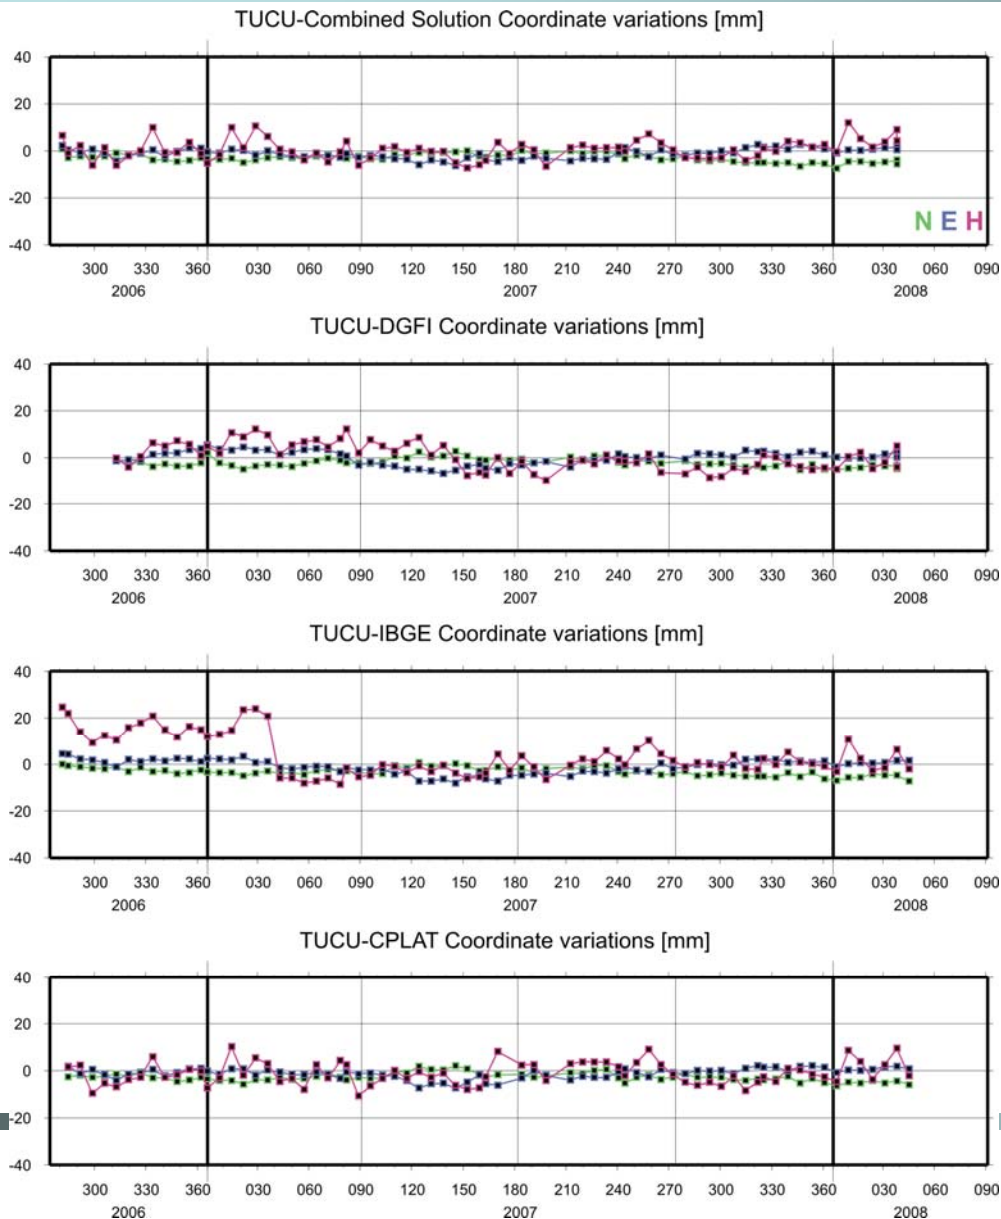 TUCU-Combined Solution Coordinate variations [mm]
40
20
0
-20
-40
N E H
300 330 360 030 060 090 120 150 180 210 240 270 300 330 360 030 060 090
2006 2007 2008
TUCU-DGFI Coordinate variations [mm]
40
20
0
-20
-40
300 330 360 030 060 090 120 150 180 210 240 270 300 330 360 030 060 090
2006 2007 2008
TUCU-IBGE Coordinate variations [mm]
40
20
0
-20
-40
300 330 360 030 060 090 120 150 180 210 240 270 300 330 360 030 060 090
2006 2007 2008
TUCU-CPLAT Coordinate variations [mm]
40
20
0
-20
-40
300 330 360 030 060 090 120 150 180 210 240 270 300 330 360 030 060 090
2006 2007 2008